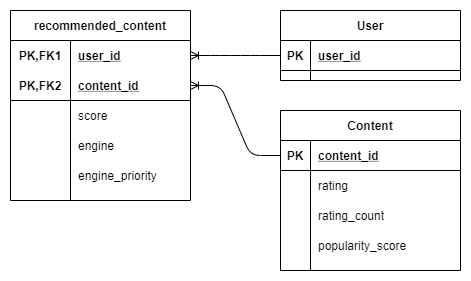 recommended_content
PK,FK1 user_id
PK,FK2 content_id
score
engine
engine_priority
User
PK user_id
Content
PK content_id
rating
rating_count
popularity_score